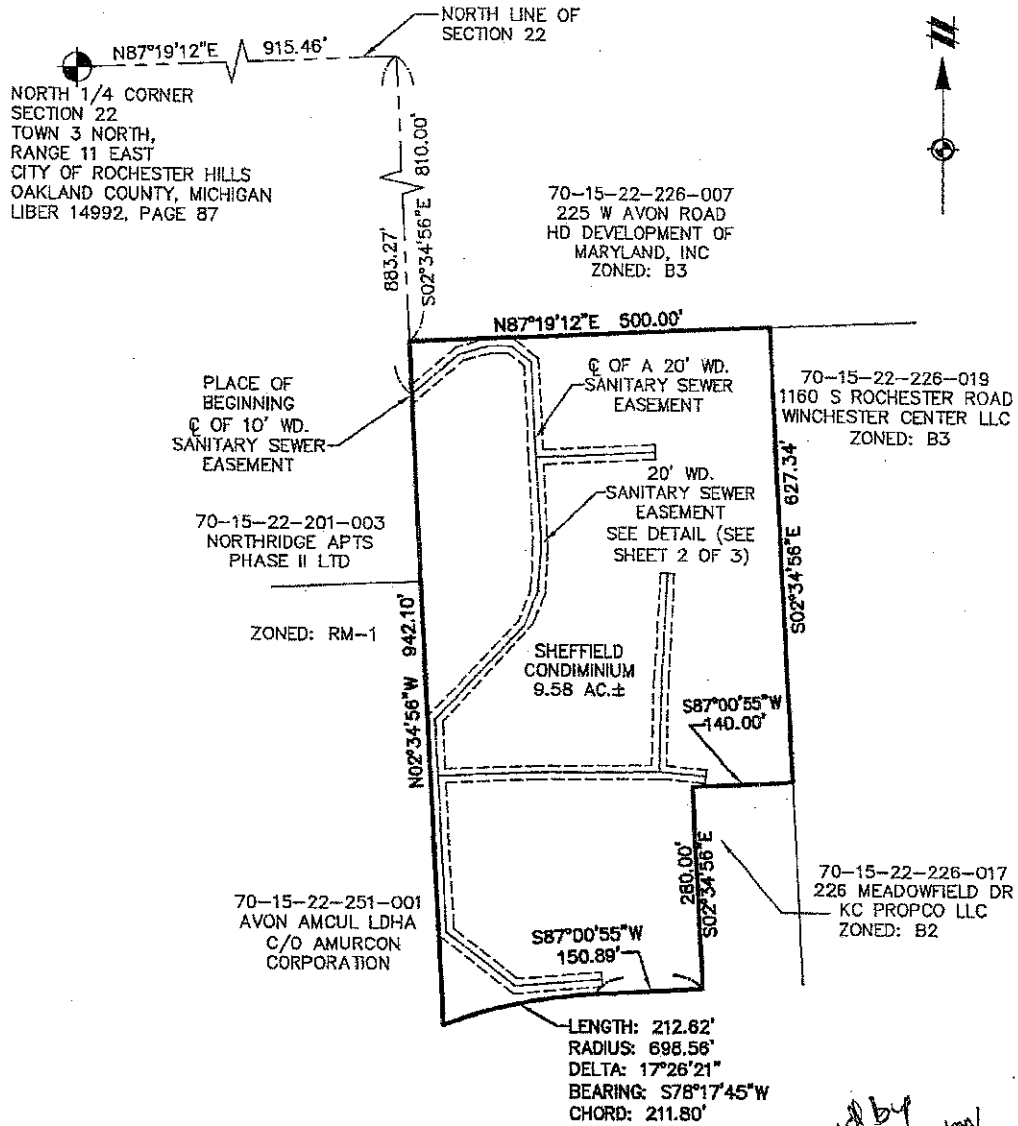 NORTH LINE OF
SECTION 22
N87°19'12"E 915.46'
NORTH 1/4 CORNER
SECTION 22
TOWN 3 NORTH,
RANGE 11 EAST
CITY OF ROCHESTER HILLS
OAKLAND COUNTY, MICHIGAN
LIBER 14992, PAGE 87
883.27'
S02°34'56"E 810.00'
70-15-22-226-007
225 W AVON ROAD
HD DEVELOPMENT OF
MARYLAND, INC
ZONED: B3
N87°19'12"E 500.00'
PLACE OF
BEGINNING
℄ OF 10' WD.
SANITARY SEWER
EASEMENT
℄ OF A 20' WD.
SANITARY SEWER
EASEMENT
70-15-22-226-019
1160 S ROCHESTER ROAD
WINCHESTER CENTER LLC
ZONED: B3
20' WD.
SANITARY SEWER
EASEMENT
SEE DETAIL (SEE
SHEET 2 OF 3)
S02°34'56"E 627.34'
70-15-22-201-003
NORTHRIDGE APTS
PHASE II LTD
ZONED: RM-1
N02°34'56"W 942.10'
SHEFFIELD
CONDIMINIUM
9.58 AC.±
S87°00'55"W
140.00'
280.00'
S02°34'56"E
70-15-22-226-017
226 MEADOWFIELD DR
KC PROPCO LLC
ZONED: B2
70-15-22-251-001
AVON AMCUL LDHA
C/O AMURCON
CORPORATION
S87°00'55"W
150.89'
LENGTH: 212.62'
RADIUS: 698.56'
DELTA: 17°26'21"
BEARING: S78°17'45"W
CHORD: 211.80'
by